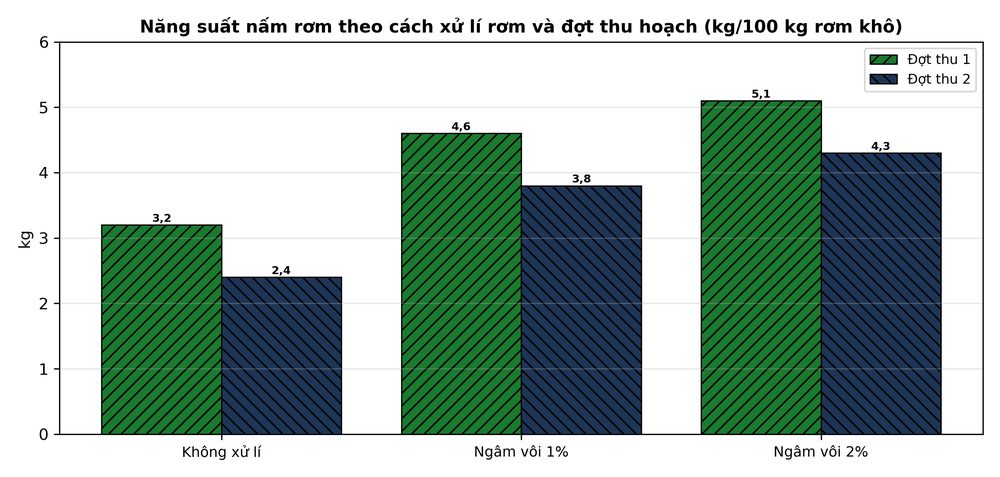 Năng suất nấm rơm theo cách xử lí rơm và đợt thu hoạch (kg/100 kg rơm khô)
Đợt thu 1
Đợt thu 2
kg
6
5
4
3
2
1
0
3,2
2,4
4,6
3,8
5,1
4,3
Không xử lí
Ngâm vôi 1%
Ngâm vôi 2%